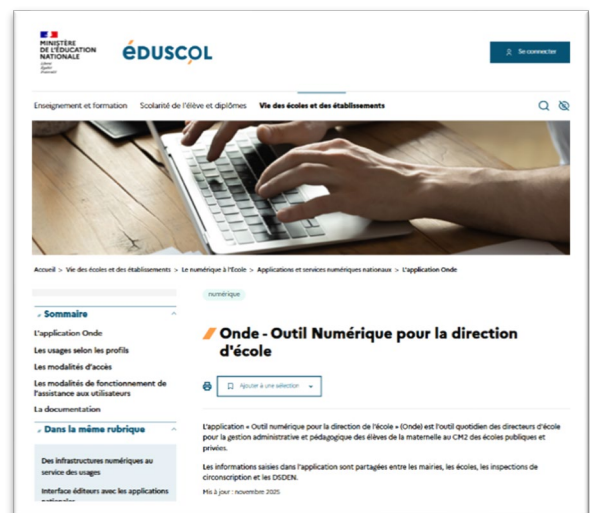 MINISTÈRE
DE L'ÉDUCATION
NATIONALE
Liberté
Égalité
Fraternité
éDUSCOL
Se connecter
Enseignement et formation Scolarité de l'élève et diplômes Vie des écoles et des établissements
Accueil > Vie des écoles et des établissements > Le numérique à l'École > Applications et services numériques nationaux > L'application Onde
numérique
Sommaire
L'application Onde
Les usages selon les profils
Les modalités d'accès
Les modalités de fonctionnement de
l'assistance aux utilisateurs
La documentation
Dans la même rubrique
Des infrastructures numériques au
service des usages
Interface éditeurs avec les applications
nationales
Onde - Outil Numérique pour la direction
d'école
Ajouter à une sélection
L'application « Outil numérique pour la direction de l'école » (Onde) est l'outil quotidien des directeurs d'école
pour la gestion administrative et pédagogique des élèves de la maternelle au CM2 des écoles publiques et
privées.
Les informations saisies dans l'application sont partagées entre les mairies, les écoles, les inspections de
circonscription et les DSDEN.
Mis à jour : novembre 2025